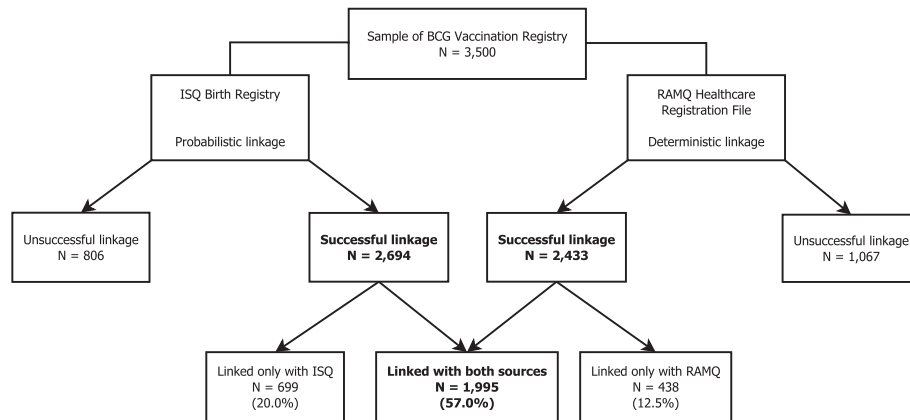 Sample of BCG Vaccination Registry
N = 3,500
ISQ Birth Registry
Probabilistic linkage
RAMQ Healthcare
Registration File
Deterministic linkage
Unsuccessful linkage
N = 806
Successful linkage
N = 2,694
Successful linkage
N = 2,433
Unsuccessful linkage
N = 1,067
Linked only with ISQ
N = 699
(20.0%)
Linked with both sources
N = 1,995
(57.0%)
Linked only with RAMQ
N = 438
(12.5%)